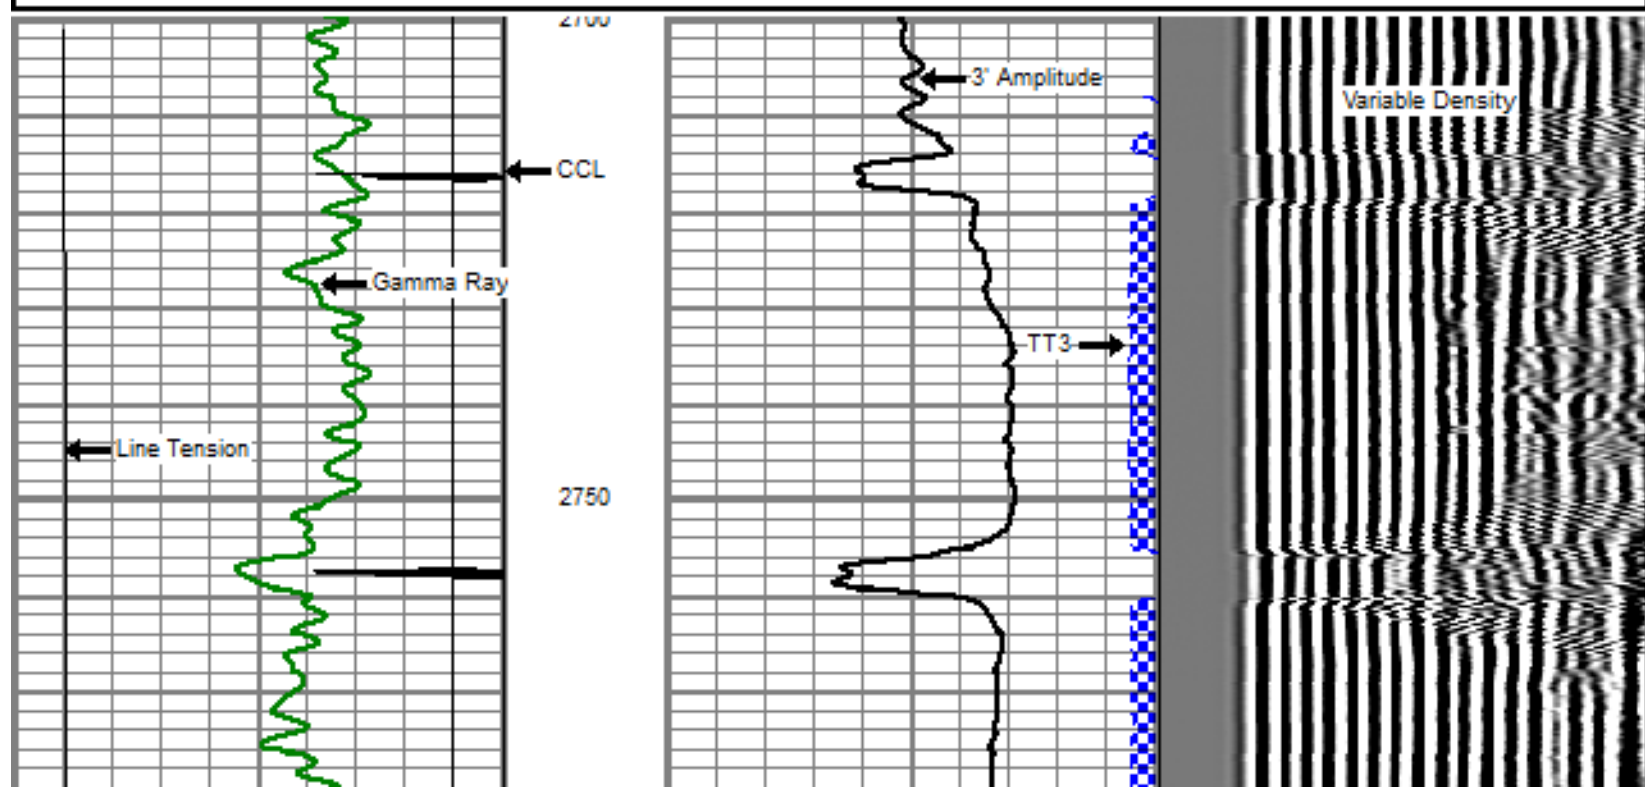 2700
3' Amplitude
Variable Density
CCL
Gamma Ray
TT3
Line Tension
2750